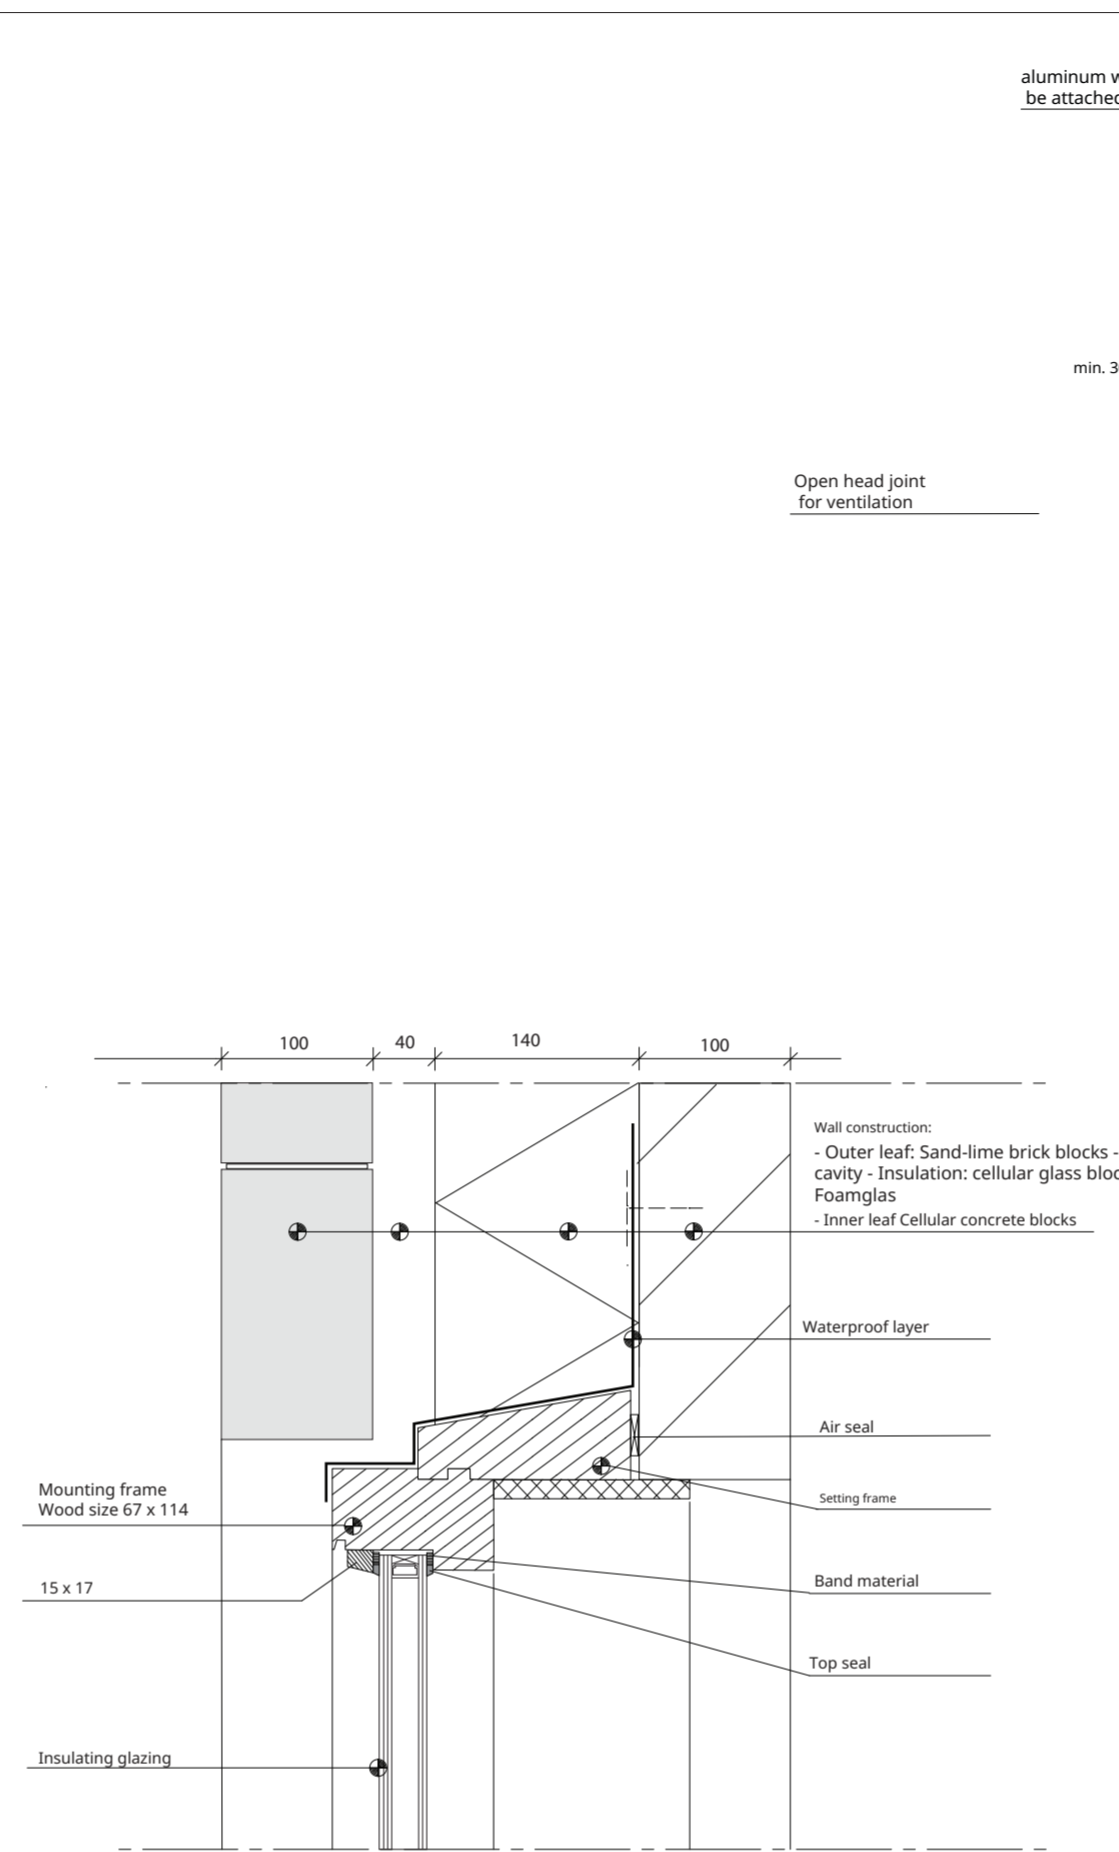 aluminum
be attached
min. 3
Open head joint
for ventilation
100 40 140 100
Wall construction:
- Outer leaf: Sand-lime brick blocks -
cavity - Insulation: cellular glass
Foamglas
- Inner leaf Cellular concrete blocks
Waterproof layer
Air seal
Mounting frame
Wood size 67 x 114
Setting frame
15 x 17
Band material
Top seal
Insulating glazing